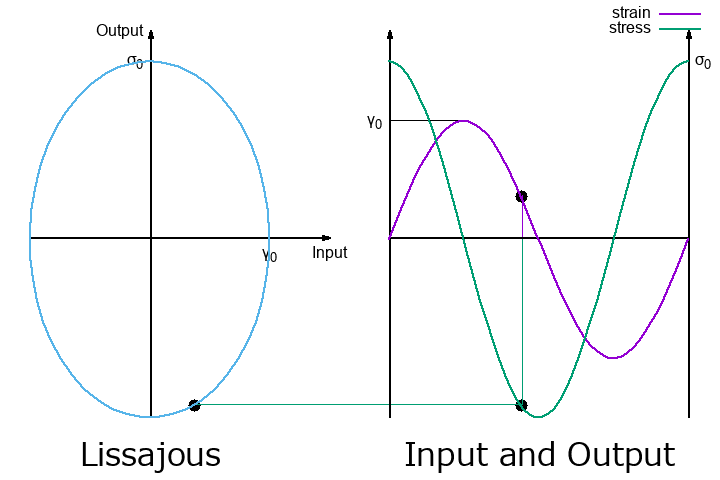 Output
σ0
γ0
Input
Lissajous
strain
stress
σ0
γ0
Input and Output